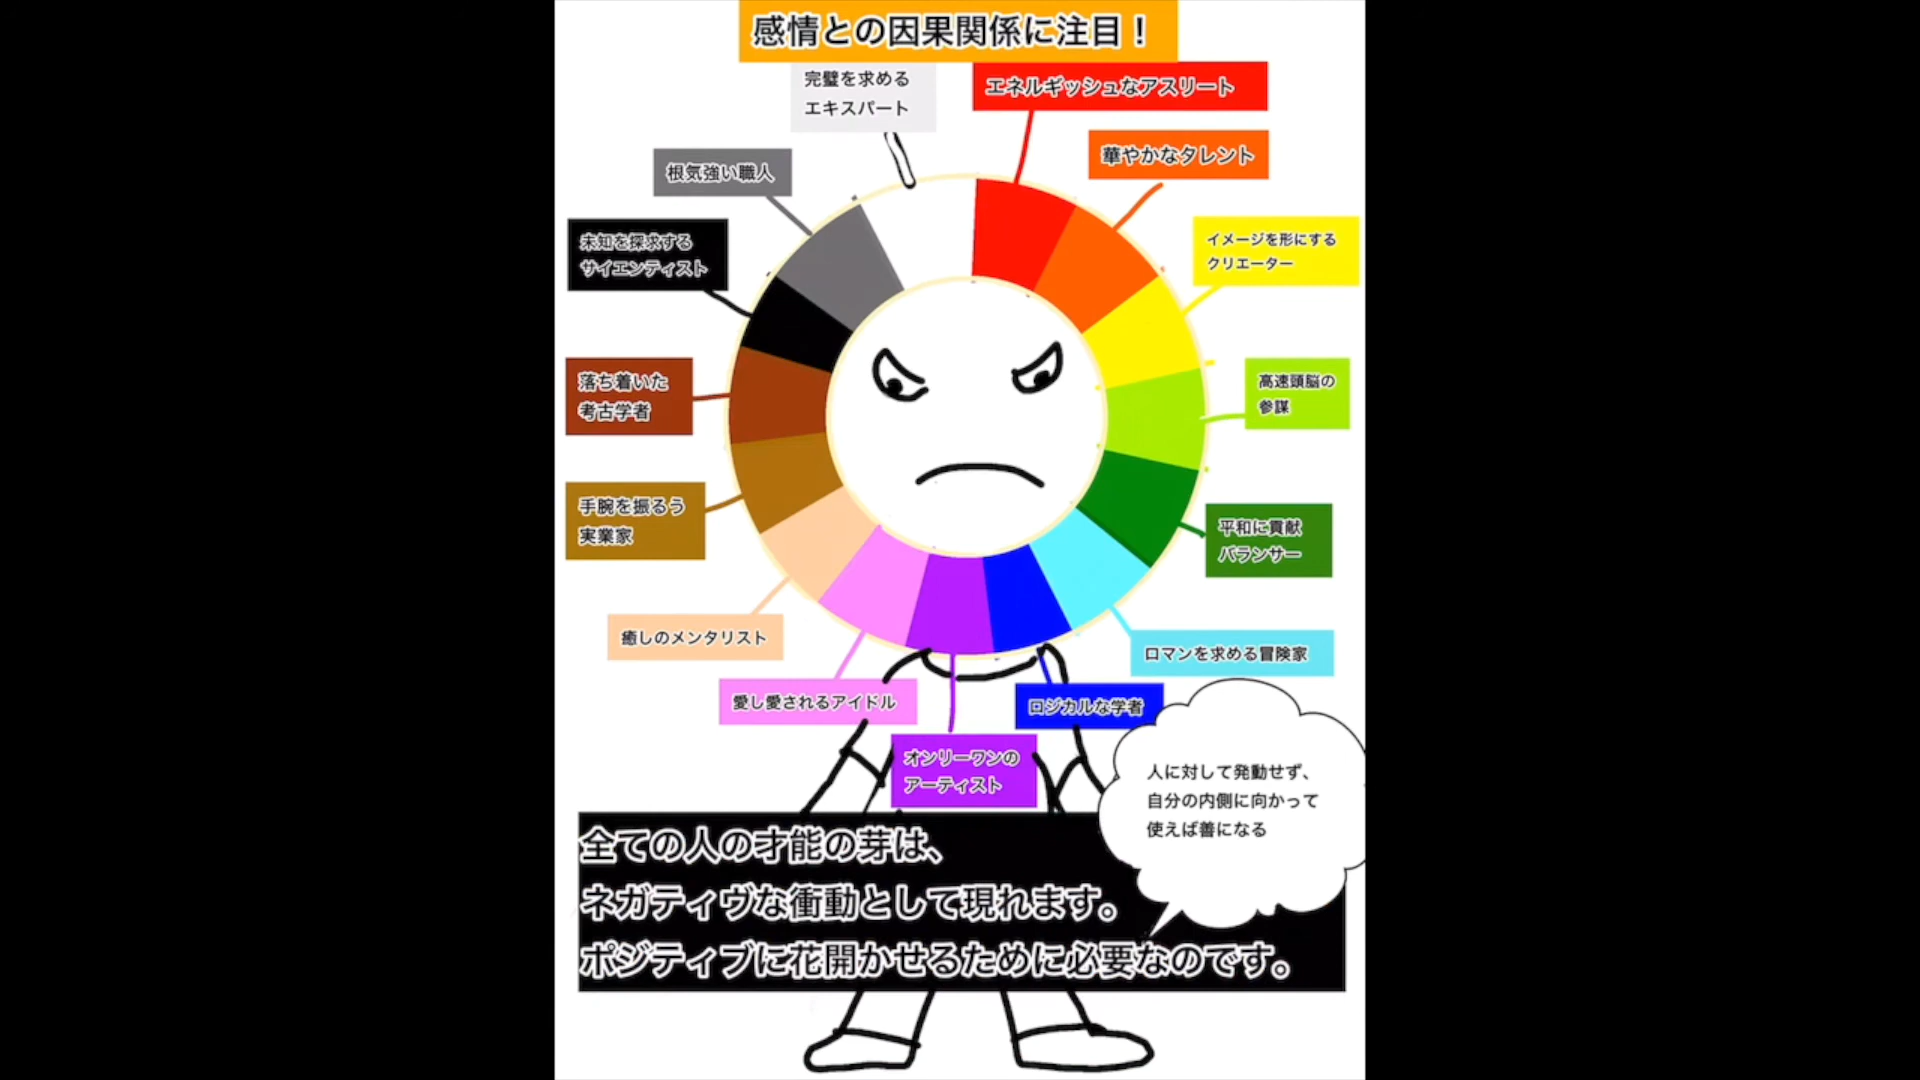 感情との因果関係に注目！
完璧を求める
エキスパート
エネルギッシュなアスリート
華やかなタレント
根気強い職人
イメージを形にする
クリエーター
未知を探求する
サイエンティスト
高速頭脳の
参謀
落ち着いた
考古学者
手腕を振るう
実業家
平和に貢献
バランサー
癒しのメンタリスト
ロマンを求める冒険家
愛し愛されるアイドル
ロジカルな学者
オンリーワンの
アーティスト
人に対して発動せず、
自分の内側に向かって
使えば善になる
全ての人の才能の芽は、
ネガティヴな衝動として現れます。
ポジティブに花開かせるために必要なのです。